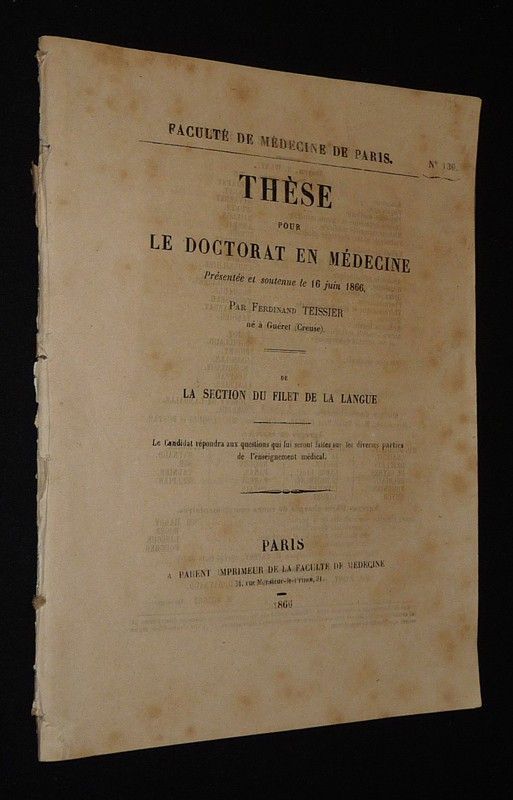 FACULTÉ DE MÉDECINE DE PARIS.
N° 130.
THÈSE
POUR
LE DOCTORAT EN MÉDECINE
Présentée et soutenue le 16 juin 1866,
PAR FERDINAND TEISSIER
né à Guéret (Creuse).
DE
LA SECTION DU FILET DE LA LANGUE
Le Candidat répondra aux questions qui lui seront faites sur les diverses parties
de l'enseignement médical.
PARIS
A PARENT IMPRIMEUR DE LA FACULTÉ DE MÉDECINE
31, rue Monsieur-le-Prince, 31.
1866